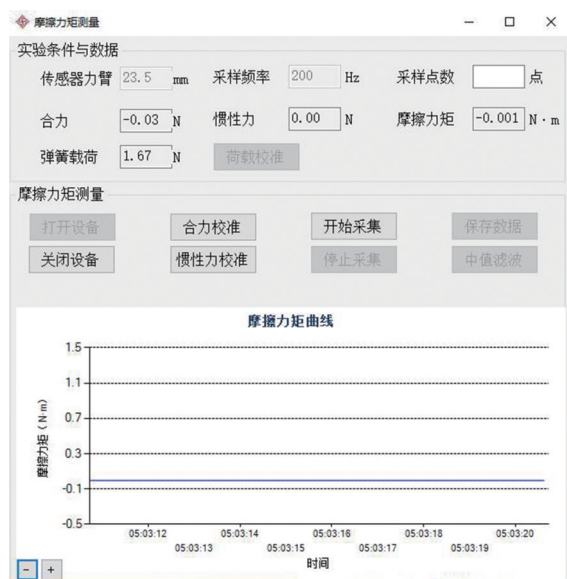 摩擦力矩测量
实验条件与数据
传感器力臂 23.5 mm 采样频率 200 Hz 采样点数 点
合力 -0.03 N 惯性力 0.00 N 摩擦力矩 -0.001 N·m
弹簧载荷 1.67 N 荷载校准
摩擦力矩测量
打开设备 合力校准 开始采集 保存数据
关闭设备 惯性力校准 停止采集 中值滤波
摩擦力矩曲线
1.5
1.1
0.7
0.3
-0.1
-0.5
摩擦力矩（N·m）
05:03:12 05:03:14 05:03:16 05:03:18 05:03:20
05:03:13 05:03:15 05:03:17 05:03:19
时间
- +